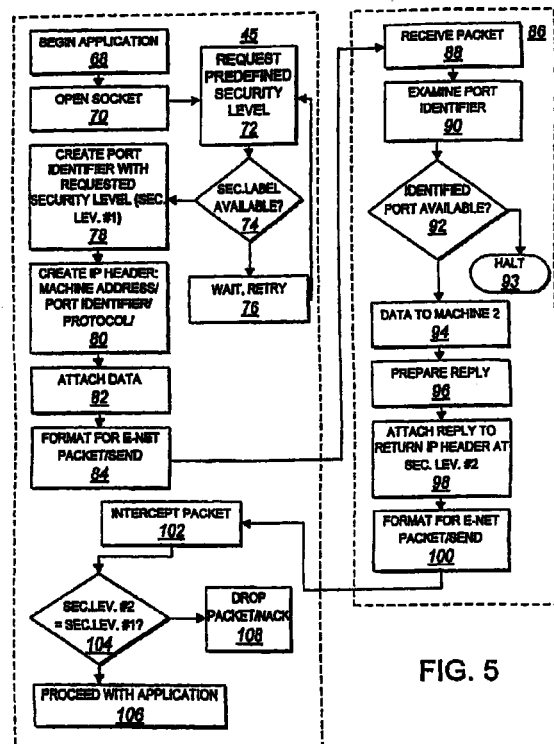 BEGIN APPLICATION
68
OPEN SOCKET
70
45
REQUEST
PREDEFINED
SECURITY
LEVEL
72
CREATE PORT
IDENTIFIER WITH
REQUESTED
SECURITY LEVEL (SEC.
LEV. #1)
78
SEC.LABEL
AVAILABLE?
74
WAIT, RETRY
76
CREATE IP HEADER:
MACHINE ADDRESS/
PORT IDENTIFIER/
PROTOCOL/
80
ATTACH DATA
82
FORMAT FOR E-NET
PACKET/SEND
84
86
RECEIVE PACKET
88
EXAMINE PORT
IDENTIFIER
90
IDENTIFIED
PORT AVAILABLE?
92
HALT
93
DATA TO MACHINE 2
94
PREPARE REPLY
96
ATTACH REPLY TO
RETURN IP HEADER AT
SEC. LEV. #2
98
FORMAT FOR E-NET
PACKET/SEND
100
INTERCEPT PACKET
102
SEC.LEV. #2
= SEC.LEV. #1?
104
DROP
PACKET/NACK
108
PROCEED WITH APPLICATION
106
FIG. 5